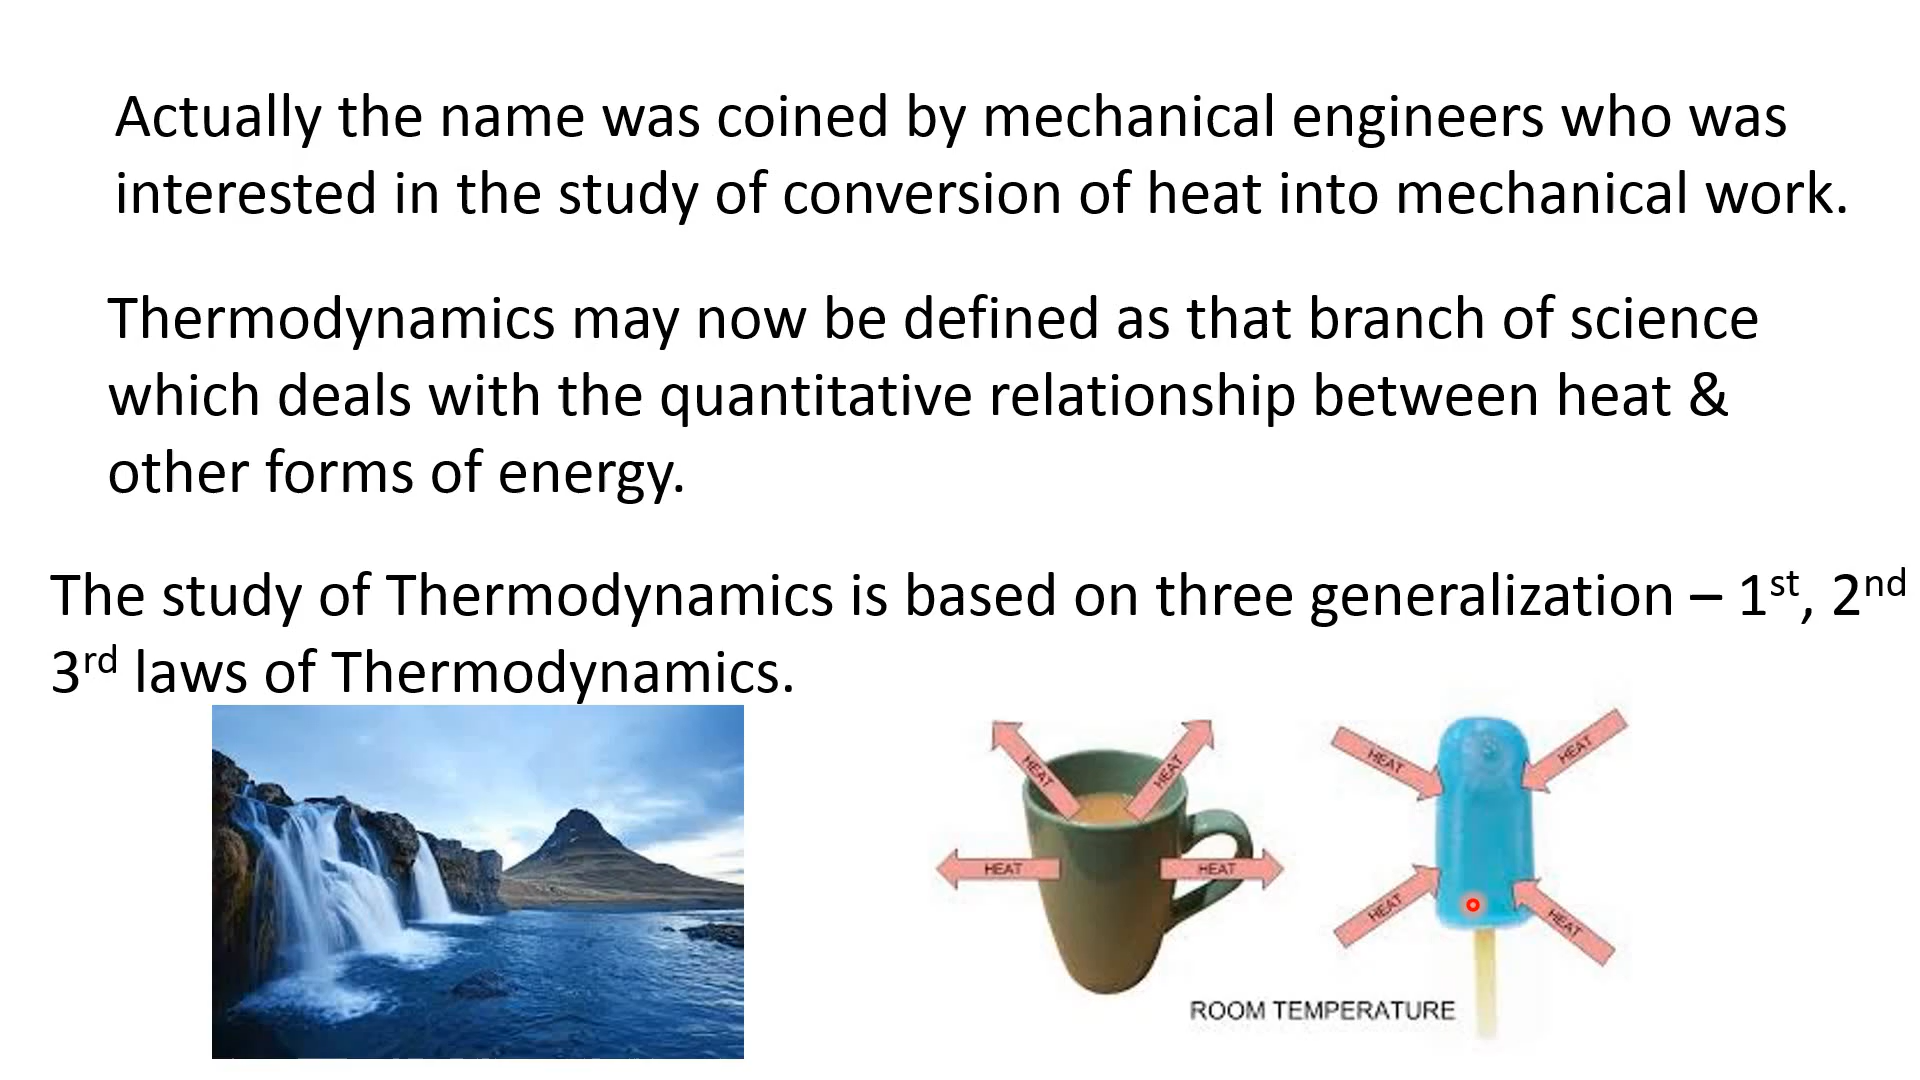 Actually the name was coined by mechanical engineers who was
interested in the study of conversion of heat into mechanical work.
Thermodynamics may now be defined as that branch of science
which deals with the quantitative relationship between heat &
other forms of energy.
The study of Thermodynamics is based on three generalization – 1st, 2nd
3rd laws of Thermodynamics.
HEAT
HEAT
HEAT
HEAT
HEAT
HEAT
HEAT
HEAT
ROOM TEMPERATURE